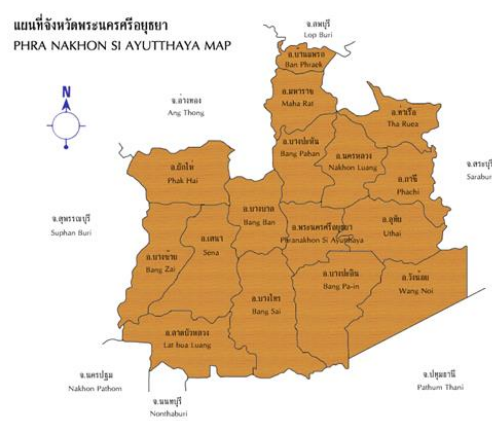 แผนที่จังหวัดพระนครศรีอยุธยา
PHRA NAKHON SI AYUTTHAYA MAP
จ.ลพบุรี
Lop Buri
อ.บ้านแพรก
Ban Phraek
N
จ.อ่างทอง
Ang Thong
อ.มหาราช
Maha Rat
อ.ท่าเรือ
Tha Ruea
อ.บางปะหัน
Bang Pahan
อ.นครหลวง
Nakhon Luang
จ.สระบุรี
Sarabur
อ.ผักไห่
Phak Hai
อ.ภาชี
Phachi
จ.สุพรรณบุรี
Suphan Buri
อ.บางบาล
Bang Ban
อ.พระนครศรีอยุธยา
Phranakhon Si Ayutthaya
อ.อุทัย
Uthai
อ.บางซ้าย
Bang Zai
อ.เสนา
Sena
อ.บางปะอิน
Bang Pa-in
อ.วังน้อย
Wang Noi
อ.บางไทร
Bang Sai
อ.ลาดบัวหลวง
Lat bua Luang
จ.นครปฐม
Nakhon Pathom
จ.นนทบุรี
Nonthaburi
จ.ปทุมธานี
Pathum Thani